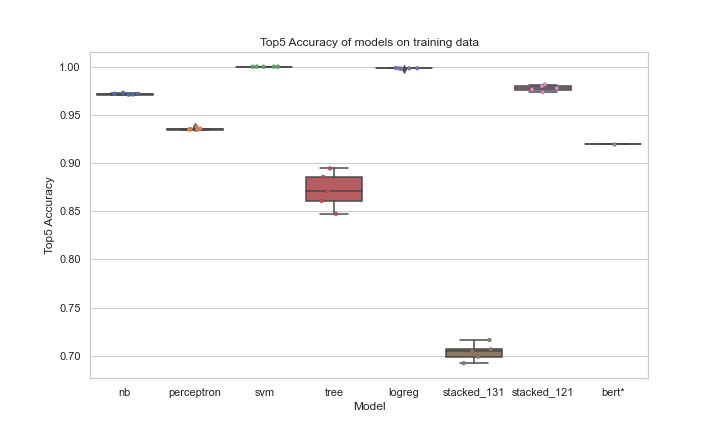 Top5 Accuracy of models on training data
Top5 Accuracy
1.00
0.95
0.90
0.85
0.80
0.75
0.70
nb perceptron svm tree logreg stacked_131 stacked_121 bert*
Model